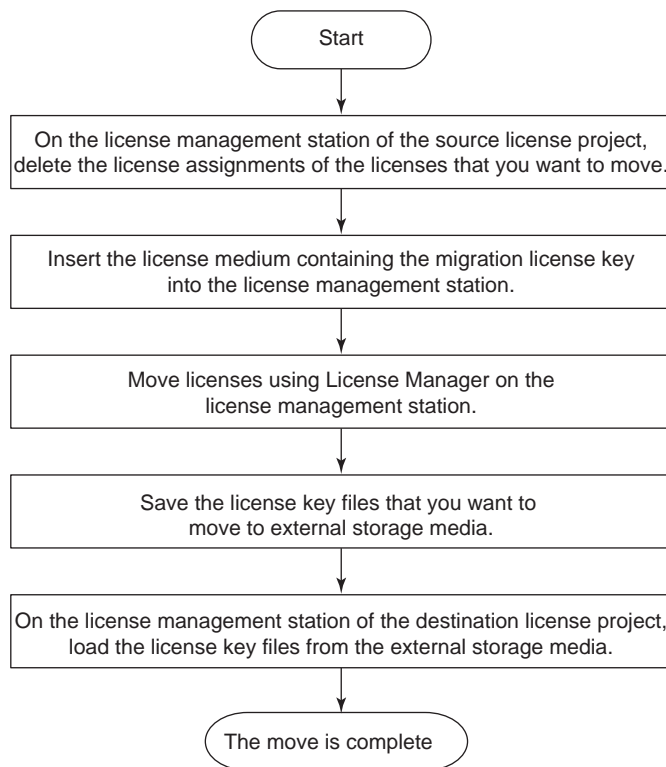 Start
On the license management station of the source license project,
delete the license assignments of the licenses that you want to move.
Insert the license medium containing the migration license key
into the license management station.
Move licenses using License Manager on the
license management station.
Save the license key files that you want to
move to external storage media.
On the license management station of the destination license project,
load the license key files from the external storage media.
The move is complete